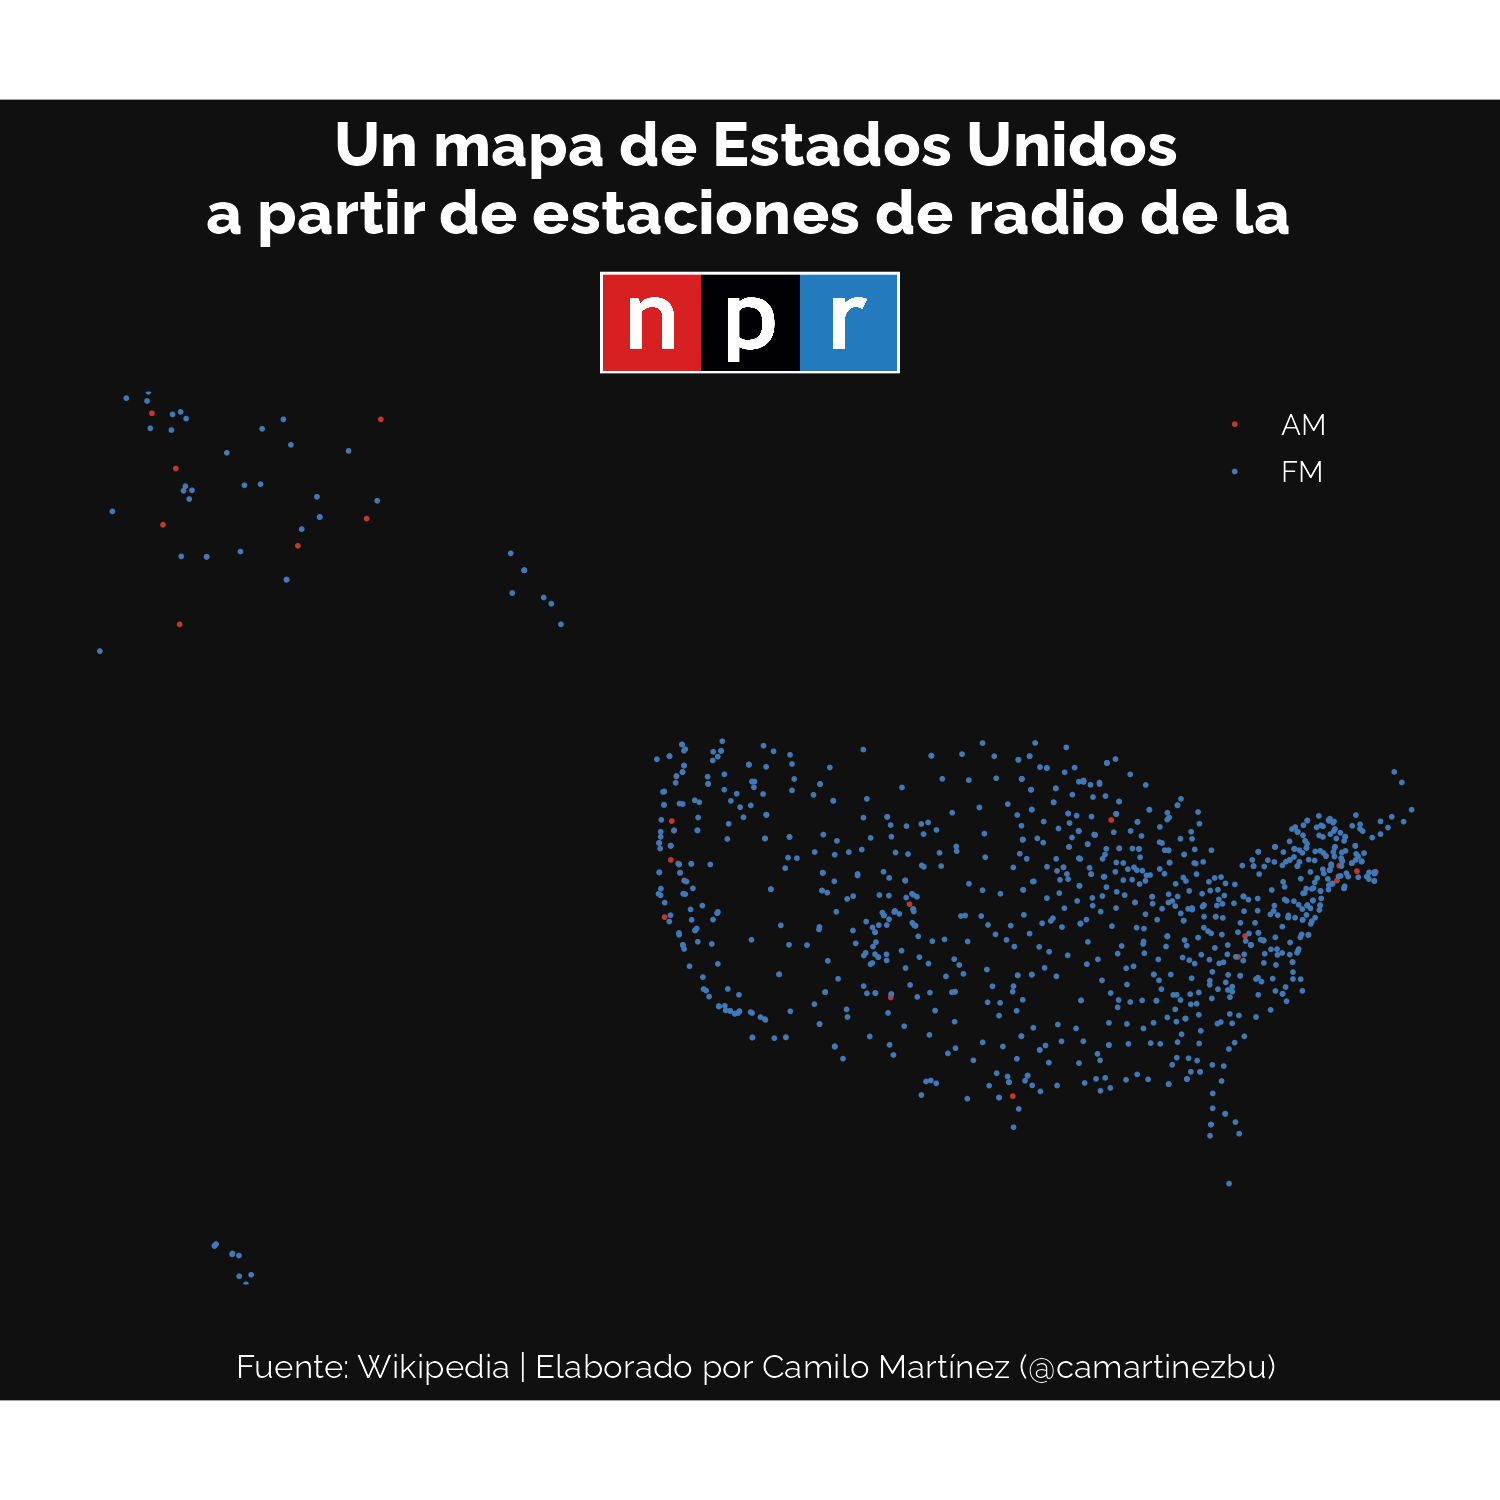 Un mapa de Estados Unidos
a partir de estaciones de radio de la
npr
AM
FM
Fuente: Wikipedia | Elaborado por Camilo Martínez (@camartinezbu)